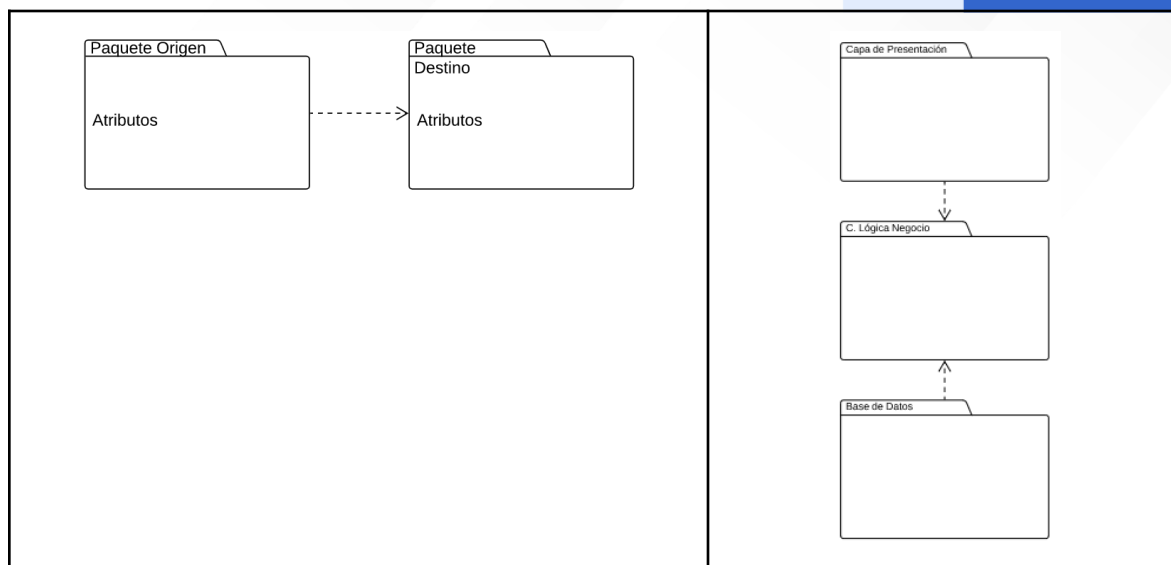 Paquete Origen
Atributos
Paquete
Destino
Atributos
Capa de Presentación
C. Lógica Negocio
Base de Datos